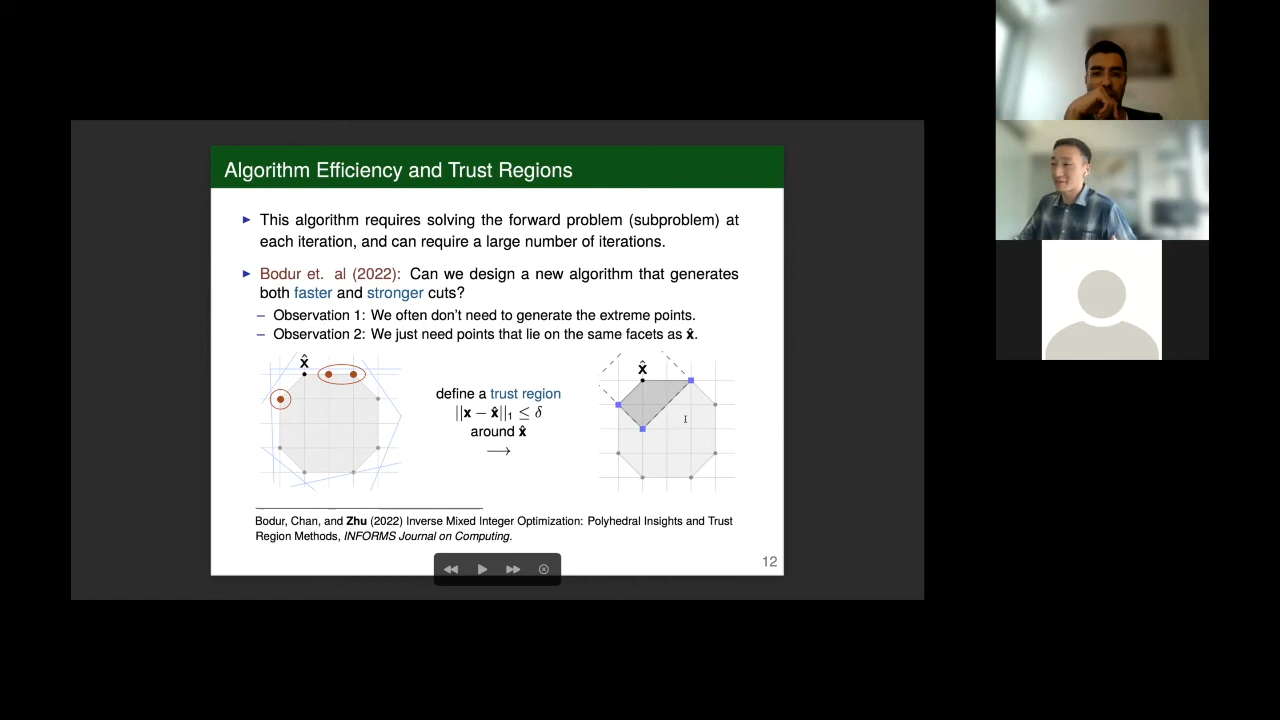 Algorithm Efficiency and Trust Regions
► This algorithm requires solving the forward problem (subproblem) at
each iteration, and can require a large number of iterations.
► Bodur et. al (2022): Can we design a new algorithm that generates
both faster and stronger cuts?
– Observation 1: We often don't need to generate the extreme points.
– Observation 2: We just need points that lie on the same facets as x̂.
x̂
define a trust region
||x − x̂||₁ ≤ δ
around x̂
⟶
x̂
Bodur, Chan, and Zhu (2022) Inverse Mixed Integer Optimization: Polyhedral Insights and Trust
Region Methods, INFORMS Journal on Computing.
12